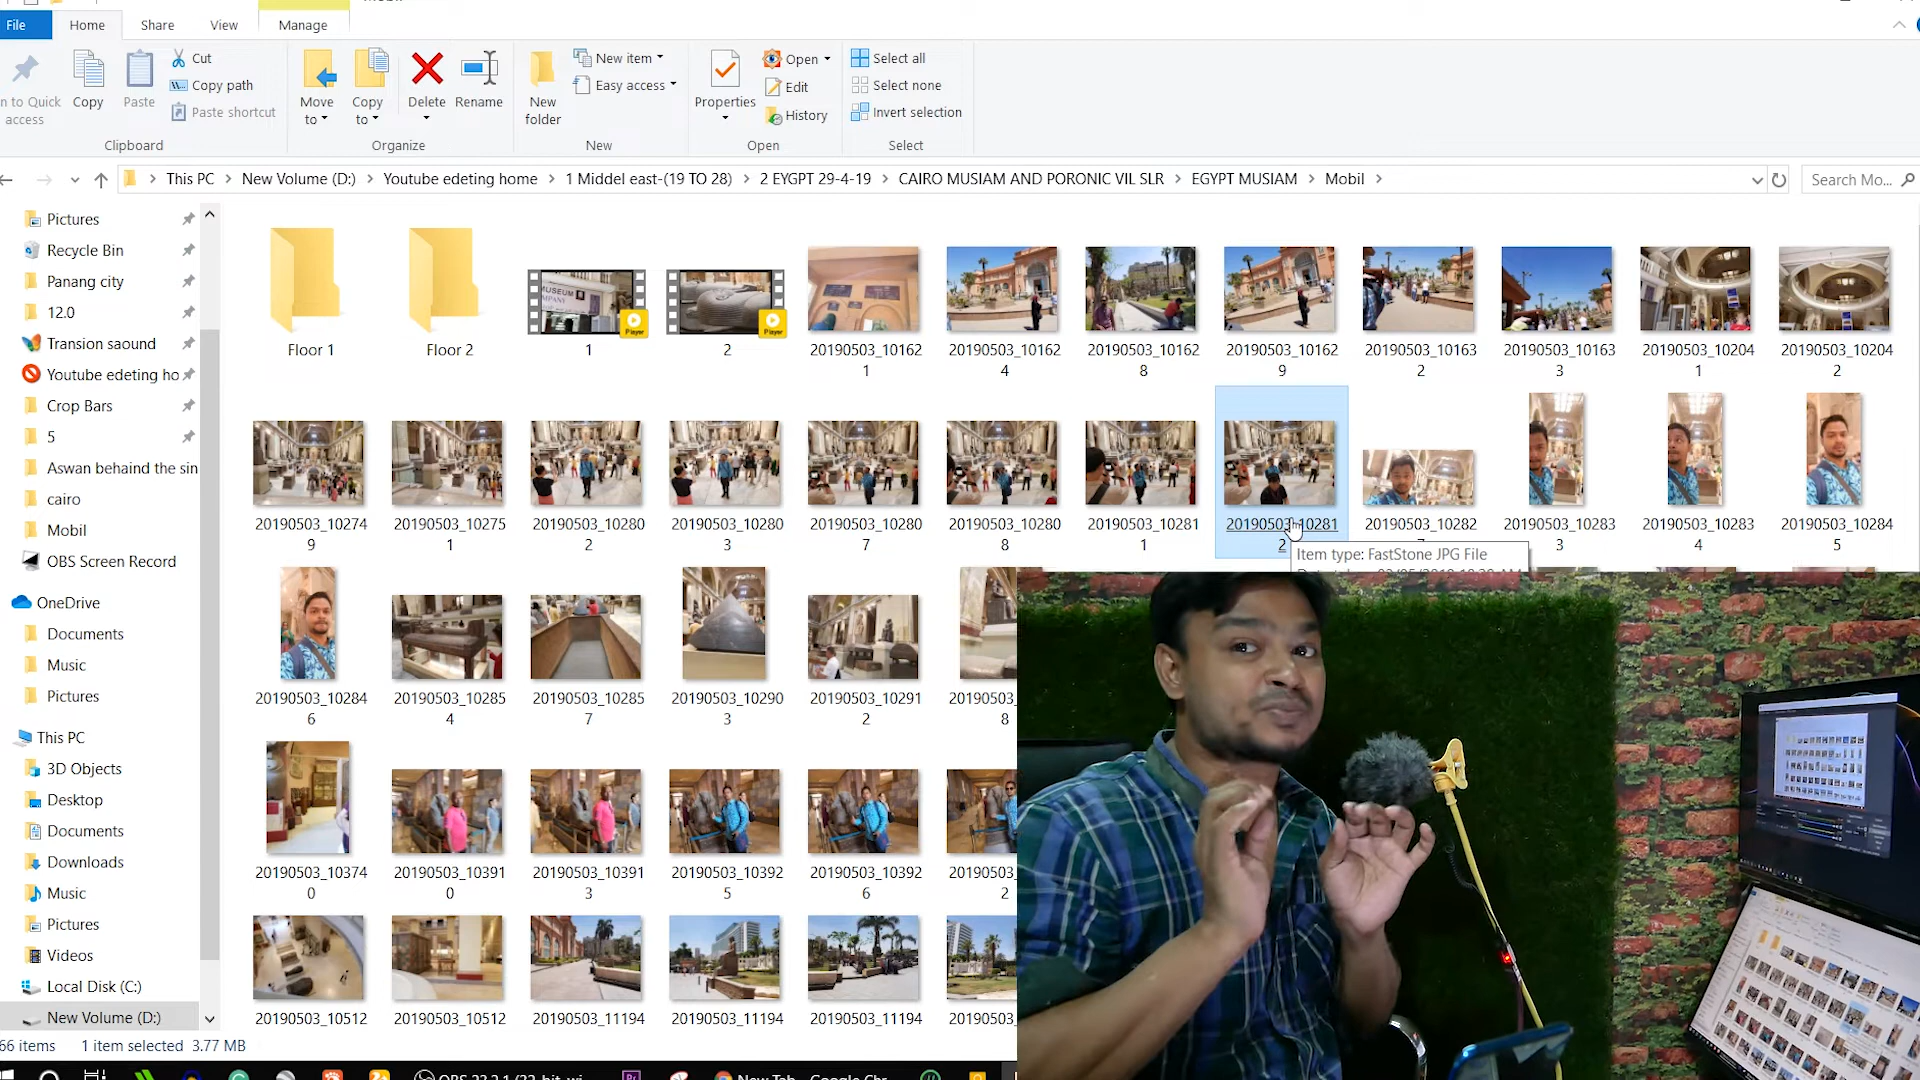 File
Home
Share
View
Manage
n to Quick
access
Copy
Paste
Cut
Copy path
Paste shortcut
Clipboard
Move
to
Copy
to
Delete
Rename
Organize
New
folder
New item
Easy access
New
Properties
Open
Edit
History
Open
Select all
Select none
Invert selection
Select
This PC > New Volume (D:) > Youtube edeting home > 1 Middel east-(19 TO 28) > 2 EYGPT 29-4-19 > CAIRO MUSIAM AND PORONIC VIL SLR > EGYPT MUSIAM > Mobil >
Search Mo...
Pictures
Recycle Bin
Panang city
12.0
Transion saound
Youtube edeting ho
Crop Bars
5
Aswan behaind the sin
cairo
Mobil
OBS Screen Record
OneDrive
Documents
Music
Pictures
This PC
3D Objects
Desktop
Documents
Downloads
Music
Pictures
Videos
Local Disk (C:)
New Volume (D:)
Floor 1
Floor 2
MUSEUM
Player
1
Player
2
20190503_10162
1
20190503_10162
4
20190503_10162
8
20190503_10162
9
20190503_10163
2
20190503_10163
3
20190503_10204
1
20190503_10204
2
20190503_10274
9
20190503_10275
1
20190503_10280
2
20190503_10280
3
20190503_10280
7
20190503_10280
8
20190503_10281
1
20190503_10281
2
20190503_10282
20190503_10283
3
20190503_10283
4
20190503_10284
5
Item type: FastStone JPG File
20190503_10284
6
20190503_10285
4
20190503_10285
7
20190503_10290
3
20190503_10291
2
8
20190503_10374
0
20190503_10391
0
20190503_10391
3
20190503_10392
5
20190503_10392
6
2
20190503_10512
20190503_10512
20190503_11194
20190503_11194
20190503_11194
20190503_
66 items
1 item selected 3.77 MB
New Tab - Google Chr